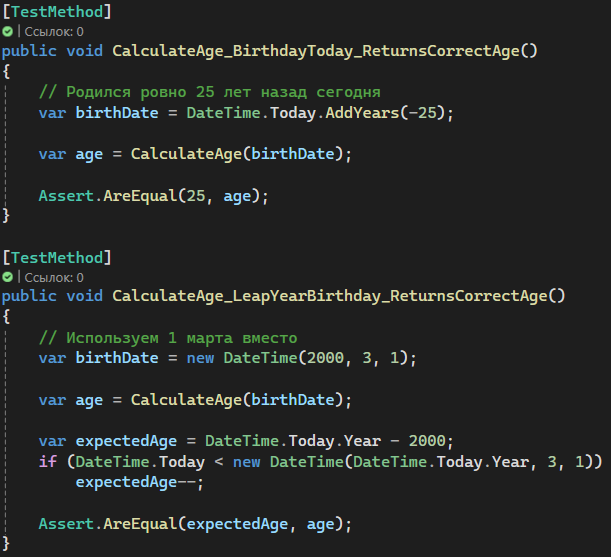 [TestMethod]
| Ссылок: 0
public void CalculateAge_BirthdayToday_ReturnsCorrectAge()
{
    // Родился ровно 25 лет назад сегодня
    var birthDate = DateTime.Today.AddYears(-25);
    var age = CalculateAge(birthDate);
    Assert.AreEqual(25, age);
}
[TestMethod]
| Ссылок: 0
public void CalculateAge_LeapYearBirthday_ReturnsCorrectAge()
{
    // Используем 1 марта вместо
    var birthDate = new DateTime(2000, 3, 1);
    var age = CalculateAge(birthDate);
    var expectedAge = DateTime.Today.Year - 2000;
    if (DateTime.Today < new DateTime(DateTime.Today.Year, 3, 1))
        expectedAge--;
    Assert.AreEqual(expectedAge, age);
}